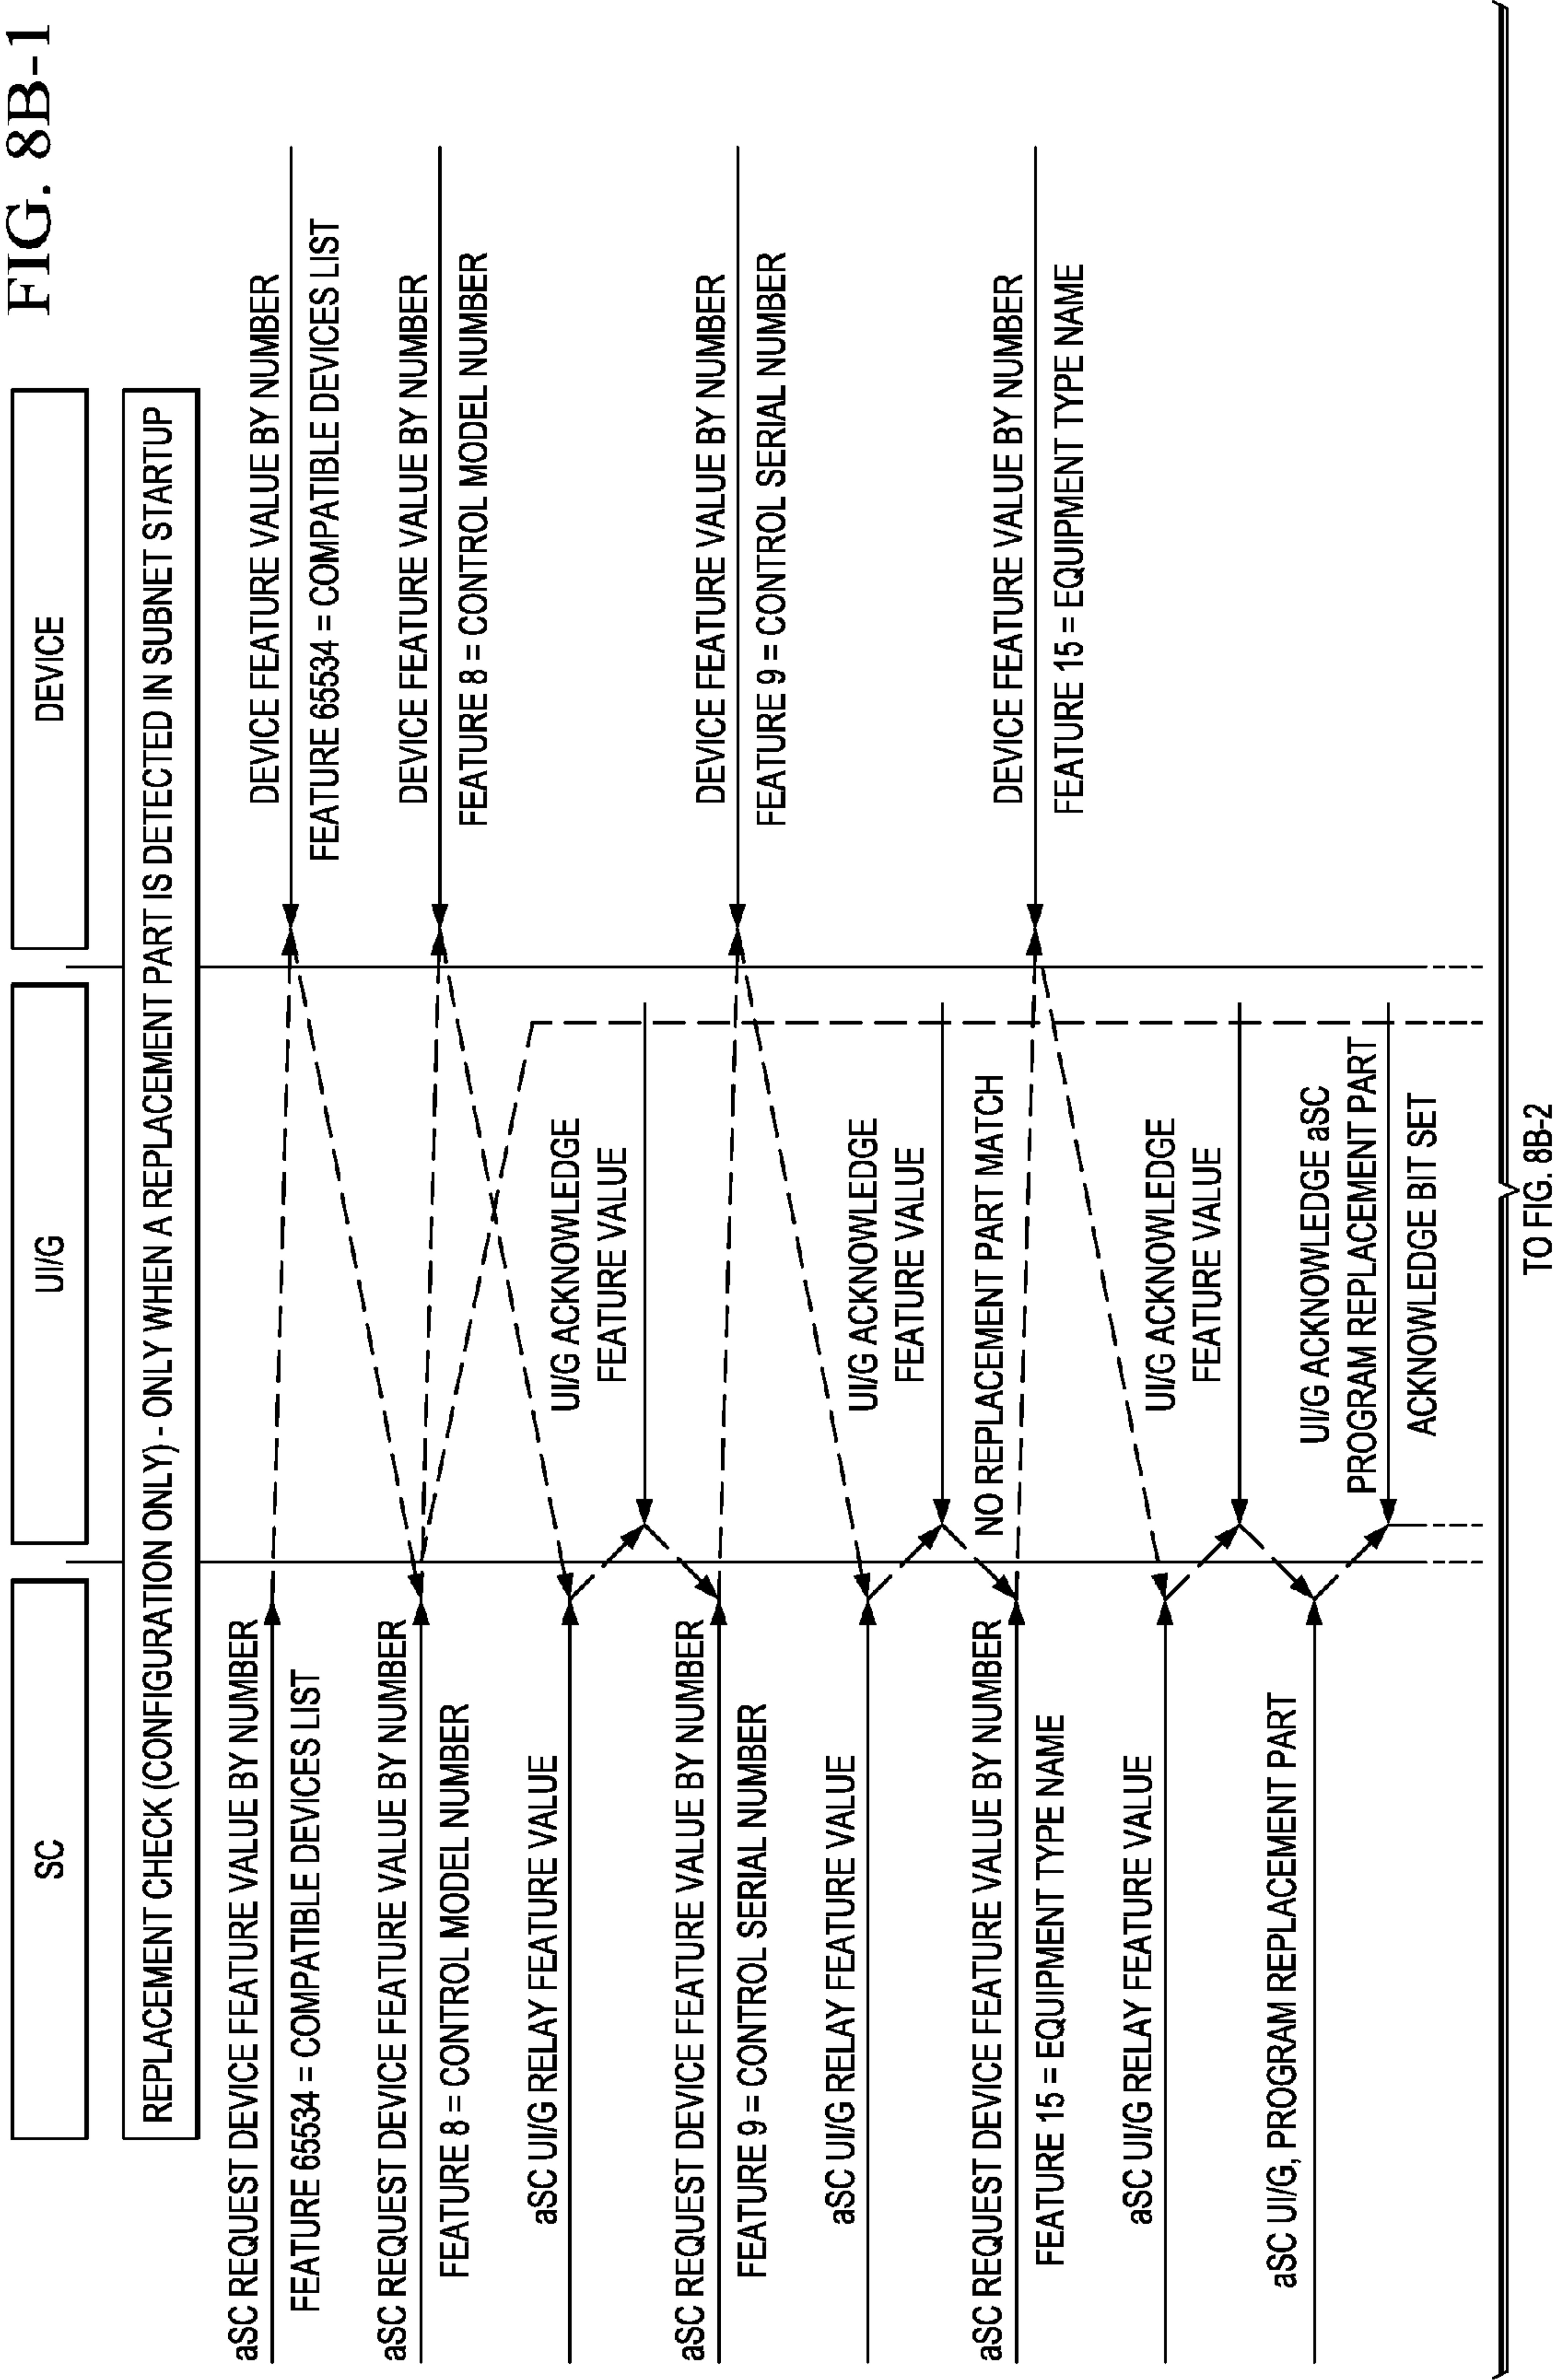 FIG. 8B-1
SC
UI/G
DEVICE
REPLACEMENT CHECK (CONFIGURATION ONLY) - ONLY WHEN A REPLACEMENT PART IS DETECTED IN SUBNET STARTUP
aSC REQUEST DEVICE FEATURE VALUE BY NUMBER
FEATURE 65534 = COMPATIBLE DEVICES LIST
DEVICE FEATURE VALUE BY NUMBER
FEATURE 65534 = COMPATIBLE DEVICES LIST
aSC REQUEST DEVICE FEATURE VALUE BY NUMBER
FEATURE 8 = CONTROL MODEL NUMBER
DEVICE FEATURE VALUE BY NUMBER
FEATURE 8 = CONTROL MODEL NUMBER
aSC UI/G RELAY FEATURE VALUE
UI/G ACKNOWLEDGE
FEATURE VALUE
aSC REQUEST DEVICE FEATURE VALUE BY NUMBER
FEATURE 9 = CONTROL SERIAL NUMBER
DEVICE FEATURE VALUE BY NUMBER
FEATURE 9 = CONTROL SERIAL NUMBER
aSC UI/G RELAY FEATURE VALUE
UI/G ACKNOWLEDGE
FEATURE VALUE
NO REPLACEMENT PART MATCH
aSC REQUEST DEVICE FEATURE VALUE BY NUMBER
FEATURE 15 = EQUIPMENT TYPE NAME
DEVICE FEATURE VALUE BY NUMBER
FEATURE 15 = EQUIPMENT TYPE NAME
aSC UI/G RELAY FEATURE VALUE
UI/G ACKNOWLEDGE
FEATURE VALUE
aSC UI/G, PROGRAM REPLACEMENT PART
UI/G ACKNOWLEDGE aSC
PROGRAM REPLACEMENT PART
ACKNOWLEDGE BIT SET
TO FIG. 8B-2